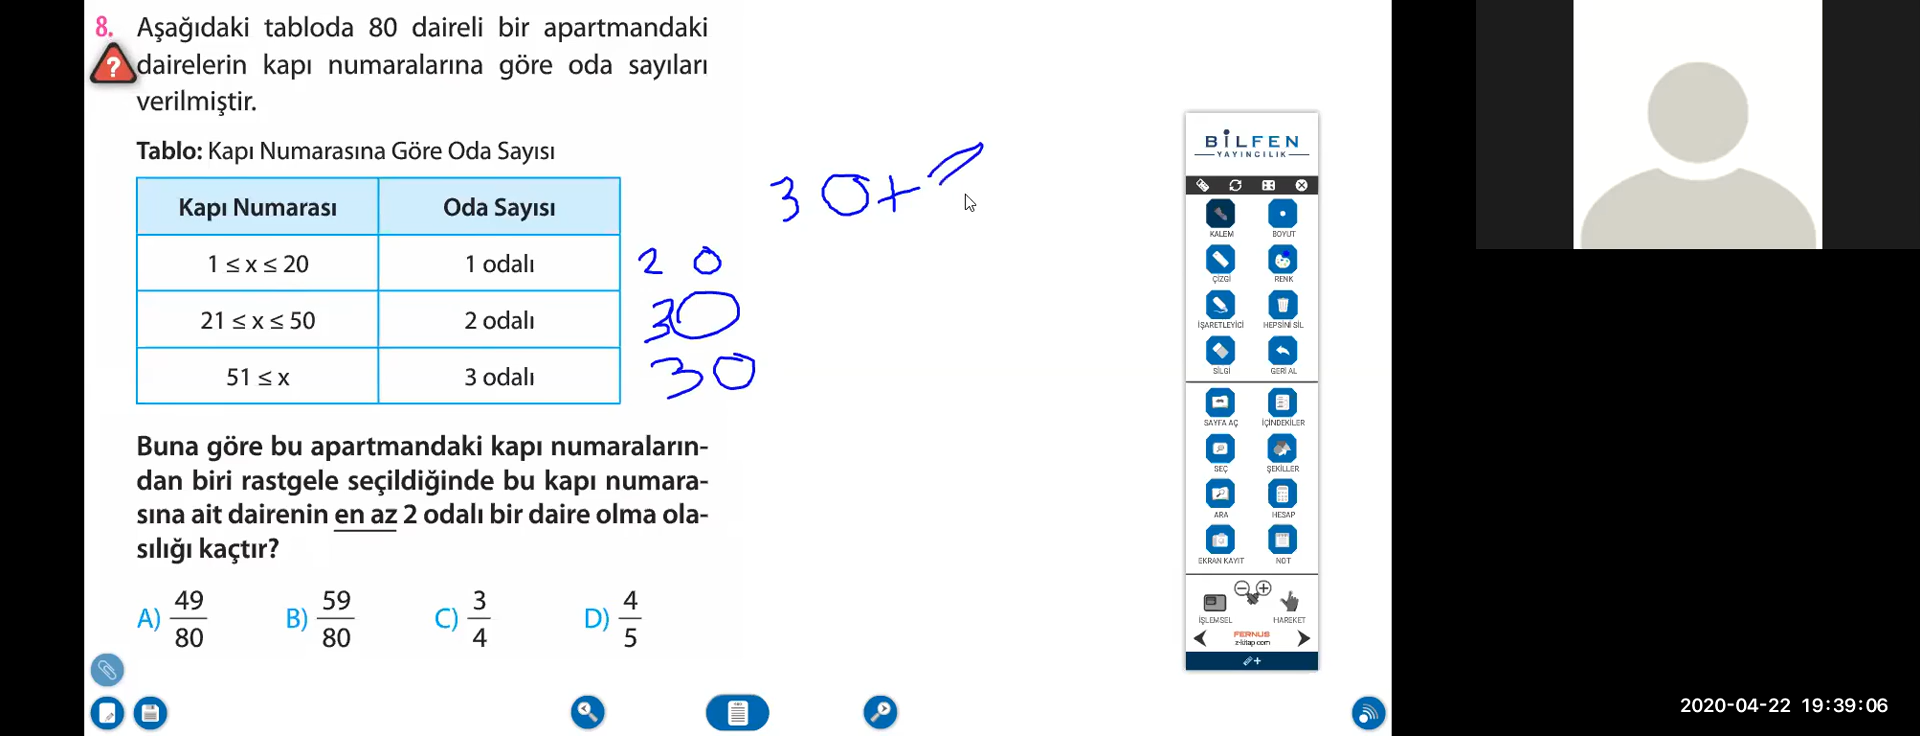 8. Aşağıdaki tabloda 80 daireli bir apartmandaki
? dairelerin kapı numaralarına göre oda sayıları
verilmiştir.
Tablo: Kapı Numarasına Göre Oda Sayısı
Kapı Numarası Oda Sayısı
1 ≤ x ≤ 20 1 odalı 20
21 ≤ x ≤ 50 2 odalı 30
51 ≤ x 3 odalı 30
30+
Buna göre bu apartmandaki kapı numaraların-
dan biri rastgele seçildiğinde bu kapı numara-
sına ait dairenin en az 2 odalı bir daire olma ola-
sılığı kaçtır?
A) 49/80 B) 59/80 C) 3/4 D) 4/5
BİLFEN
YAYINCILIK
KALEM BOYUT
ÇİZGİ RENK
İŞARETLEYİCİ HEPSİNİ SİL
SİLGİ GERİ AL
SAYFA AÇ İÇİNDEKİLER
SEÇ ŞEKİLLER
ARA HESAP
EKRAN KAYIT NOT
İŞLEMSEL HAREKET
FERNUS
z-kitap.com
2020-04-22 19:39:06